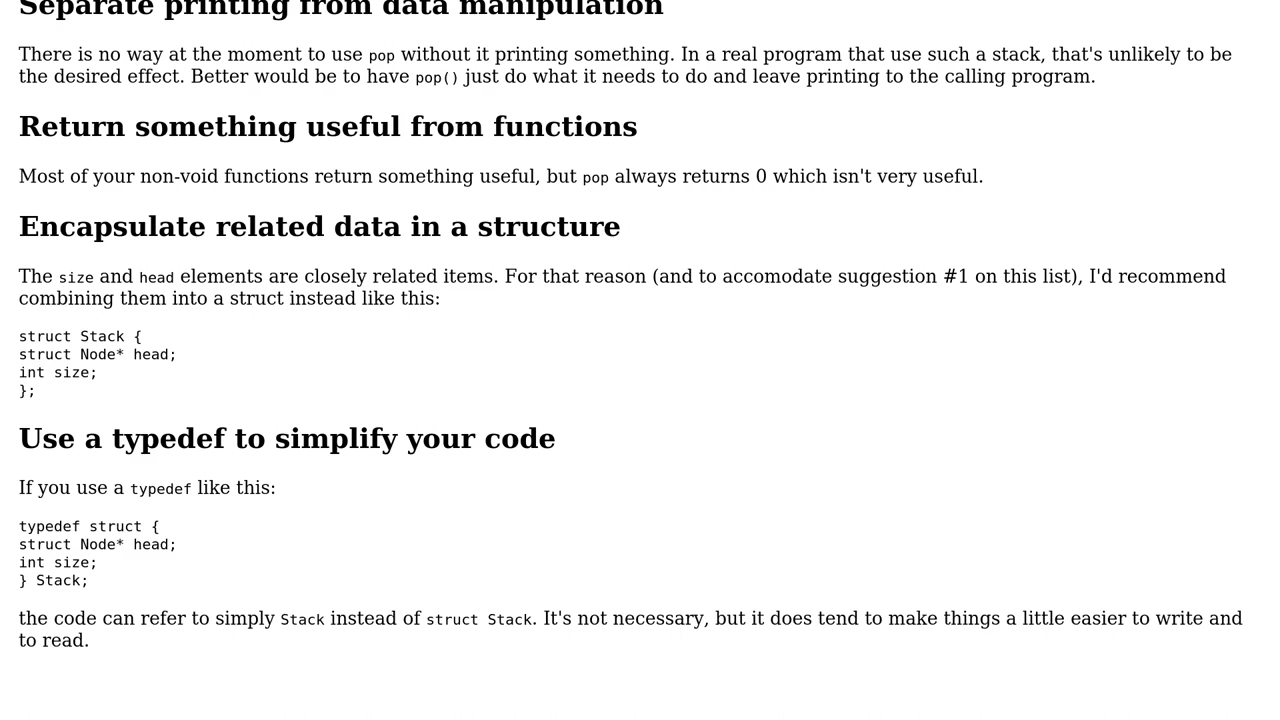 Separate printing from data manipulation
There is no way at the moment to use pop without it printing something. In a real program that use such a stack, that's unlikely to be
the desired effect. Better would be to have pop() just do what it needs to do and leave printing to the calling program.
Return something useful from functions
Most of your non-void functions return something useful, but pop always returns 0 which isn't very useful.
Encapsulate related data in a structure
The size and head elements are closely related items. For that reason (and to accomodate suggestion #1 on this list), I'd recommend
combining them into a struct instead like this:
struct Stack {
struct Node* head;
int size;
};
Use a typedef to simplify your code
If you use a typedef like this:
typedef struct {
struct Node* head;
int size;
} Stack;
the code can refer to simply Stack instead of struct Stack. It's not necessary, but it does tend to make things a little easier to write and
to read.